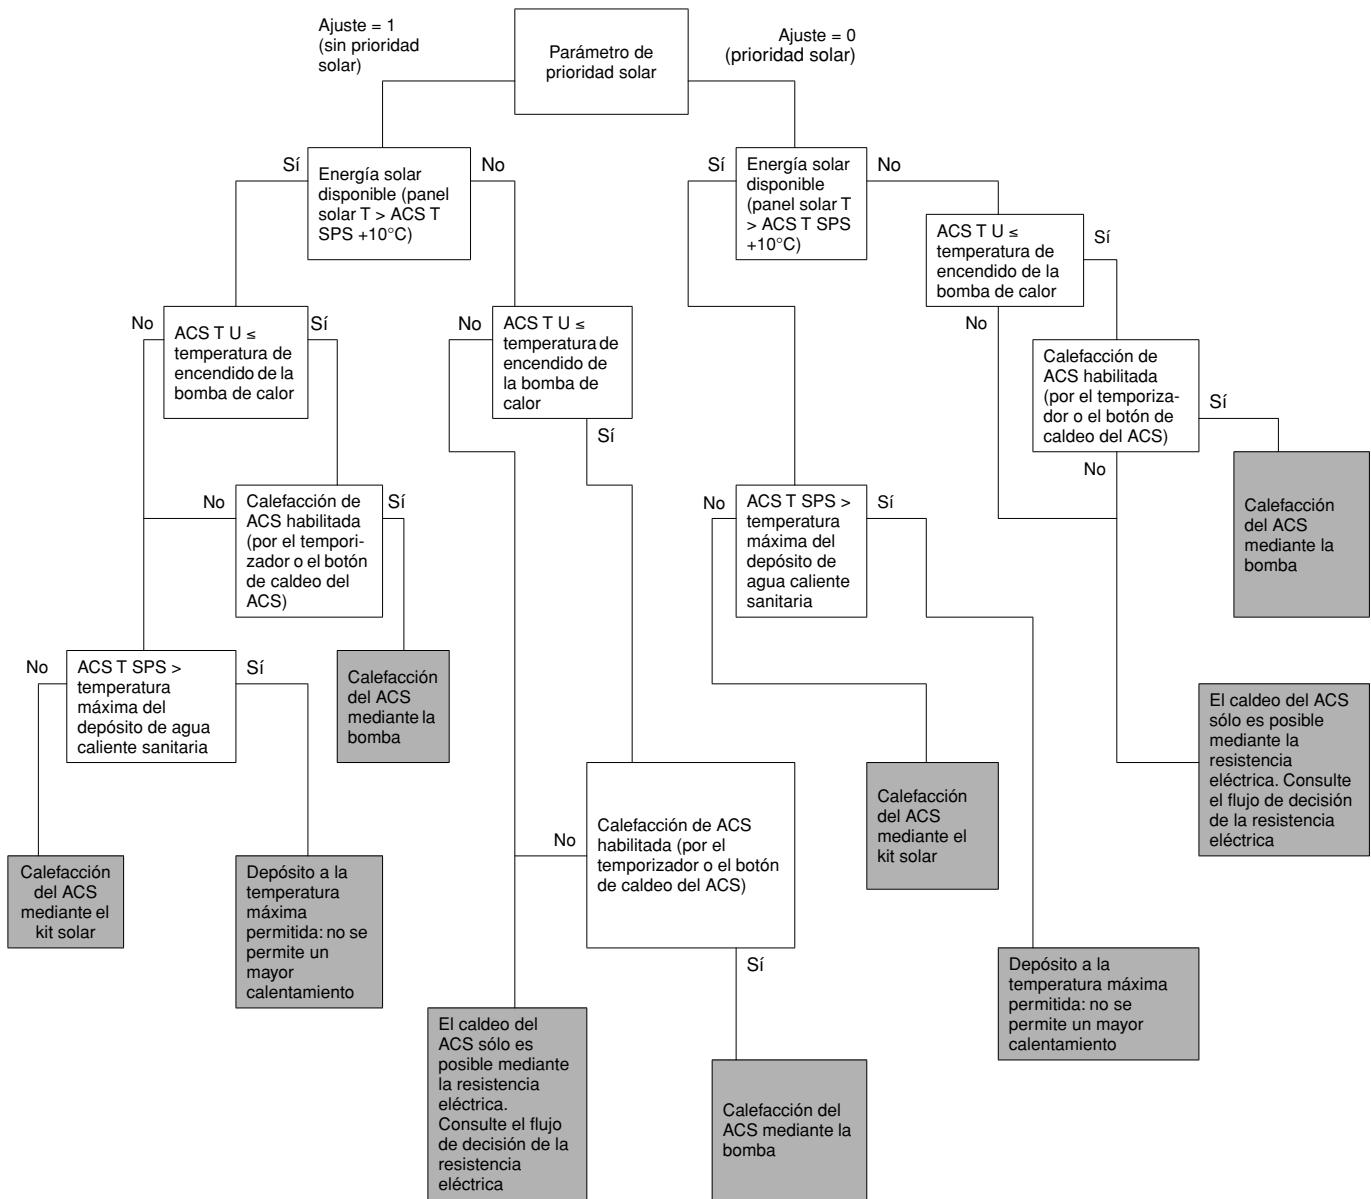 Ajuste = 1
(sin prioridad
solar)
Parámetro de
prioridad solar
Ajuste = 0
(prioridad solar)
Sí
Energía solar
disponible (panel
solar T > ACS T
SPS +10°C)
No
Sí
Energía solar
disponible
(panel solar T
> ACS T SPS
+10°C)
No
ACS T U ≤
temperatura de
encendido de la
bomba de calor
Sí
No
No
ACS T U ≤
temperatura de
encendido de la
bomba de calor
Sí
No
ACS T U ≤
temperatura de
encendido de
la bomba de
calor
Sí
Calefacción de
ACS habilitada
(por el temporiza-
dor o el botón de
caldeo del ACS)
Sí
No
No
Calefacción de
ACS habilitada
(por el tempori-
zador o el botón
de caldeo del
ACS)
Sí
No
ACS T SPS >
temperatura
máxima del
depósito de
agua caliente
sanitaria
Sí
Calefacción
del ACS
mediante la
bomba
No
ACS T SPS >
temperatura
máxima del
depósito de agua
caliente sanitaria
Sí
Calefacción
del ACS
mediante la
bomba
El caldeo del ACS
sólo es posible
mediante la
resistencia
eléctrica. Consulte
el flujo de decisión
de la resistencia
eléctrica
No
Calefacción de ACS
habilitada (por el
temporizador o el botón
de caldeo del ACS)
Sí
Calefacción
del ACS
mediante el
kit solar
Calefacción
del ACS
mediante el
kit solar
Depósito a la
temperatura
máxima
permitida: no se
permite un
mayor
calentamiento
Depósito a la
temperatura máxima
permitida: no se
permite un mayor
calentamiento
El caldeo del
ACS sólo es
posible mediante
la resistencia
eléctrica.
Consulte el flujo
de decisión de la
resistencia
eléctrica
Calefacción del
ACS mediante la
bomba